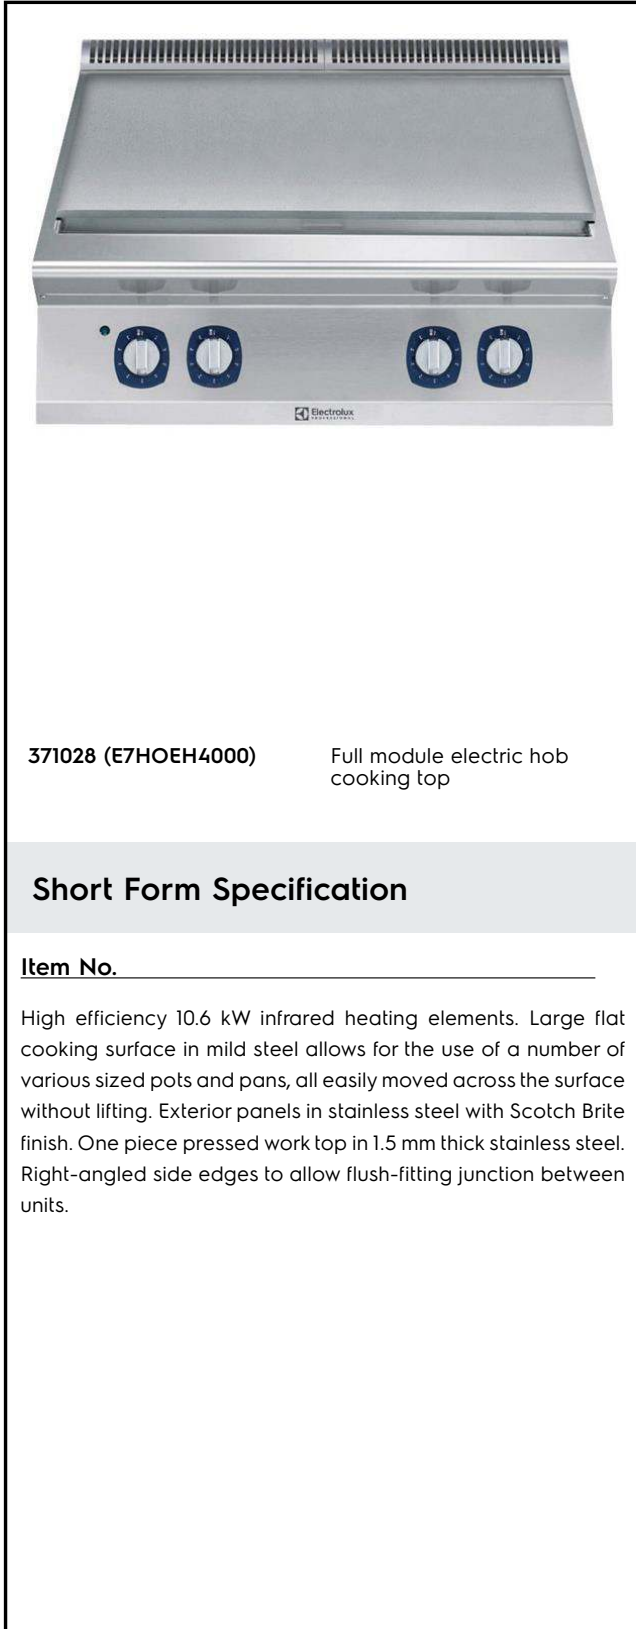 Electrolux
PROFESSIONAL
371028 (E7HOEH4000)
Full module electric hob
cooking top
Short Form Specification
Item No.
High efficiency 10.6 kW infrared heating elements. Large flat
cooking surface in mild steel allows for the use of a number of
various sized pots and pans, all easily moved across the surface
without lifting. Exterior panels in stainless steel with Scotch Brite
finish. One piece pressed work top in 1.5 mm thick stainless steel.
Right-angled side edges to allow flush-fitting junction between
units.